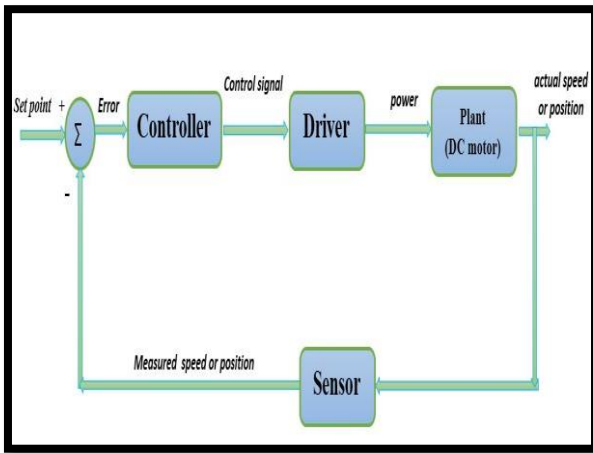 Set point
+
Σ
-
Error
Controller
Control signal
Driver
power
Plant
(DC motor)
actual speed
or position
Sensor
Measured speed or position